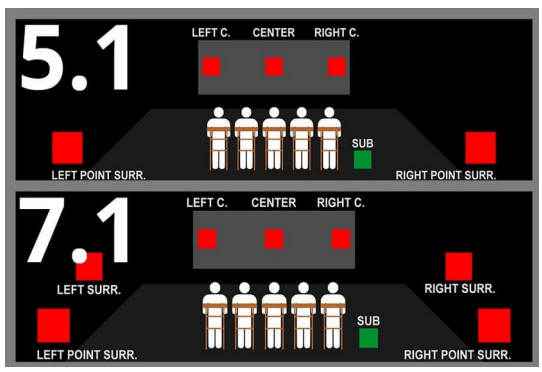 5.1
LEFT C. CENTER RIGHT C.
SUB
LEFT POINT SURR. RIGHT POINT SURR.
7.1
LEFT C. CENTER RIGHT C.
LEFT SURR. RIGHT SURR.
SUB
LEFT POINT SURR. RIGHT POINT SURR.